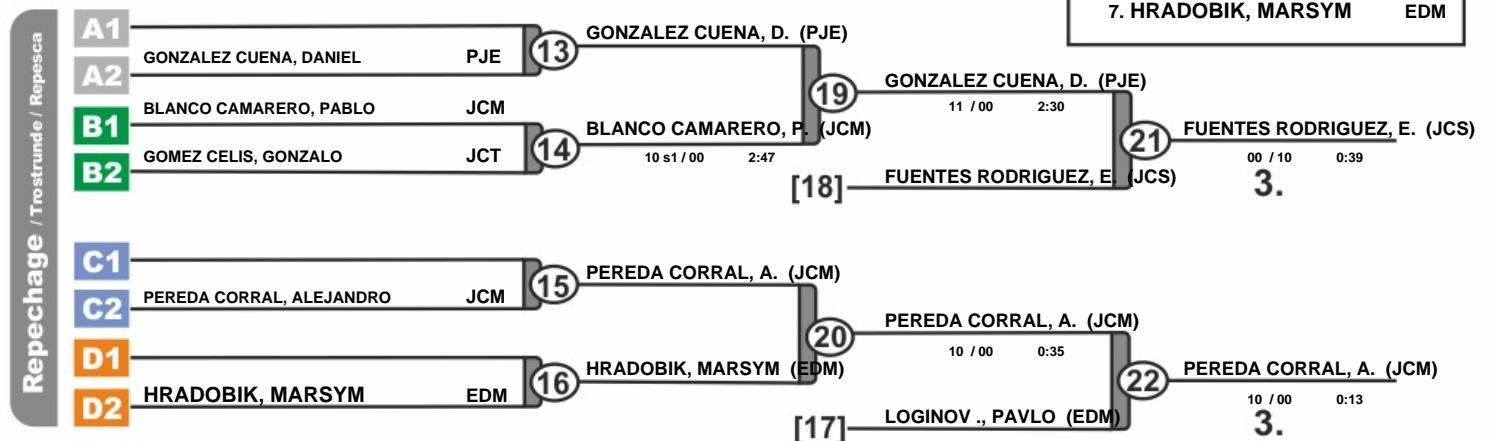 7. HRADOBIK, MARSYM EDM
Repechage / Trostrunde / Repesca
A1
GONZALEZ CUENA, D. (PJE)
13
GONZALEZ CUENA, DANIEL PJE
A2
GONZALEZ CUENA, D. (PJE)
19
11 / 00 2:30
BLANCO CAMARERO, PABLO JCM
B1
BLANCO CAMARERO, P. (JCM)
14
10 s1 / 00 2:47
GOMEZ CELIS, GONZALO JCT
B2
21
FUENTES RODRIGUEZ, E. (JCS)
00 / 10 0:39
3.
[18] FUENTES RODRIGUEZ, E. (JCS)
C1
PEREDA CORRAL, A. (JCM)
15
PEREDA CORRAL, ALEJANDRO JCM
C2
PEREDA CORRAL, A. (JCM)
20
10 / 00 0:35
D1
HRADOBIK, MARSYM (EDM)
16
HRADOBIK, MARSYM EDM
D2
22
PEREDA CORRAL, A. (JCM)
10 / 00 0:13
3.
[17] LOGINOV ., PAVLO (EDM)